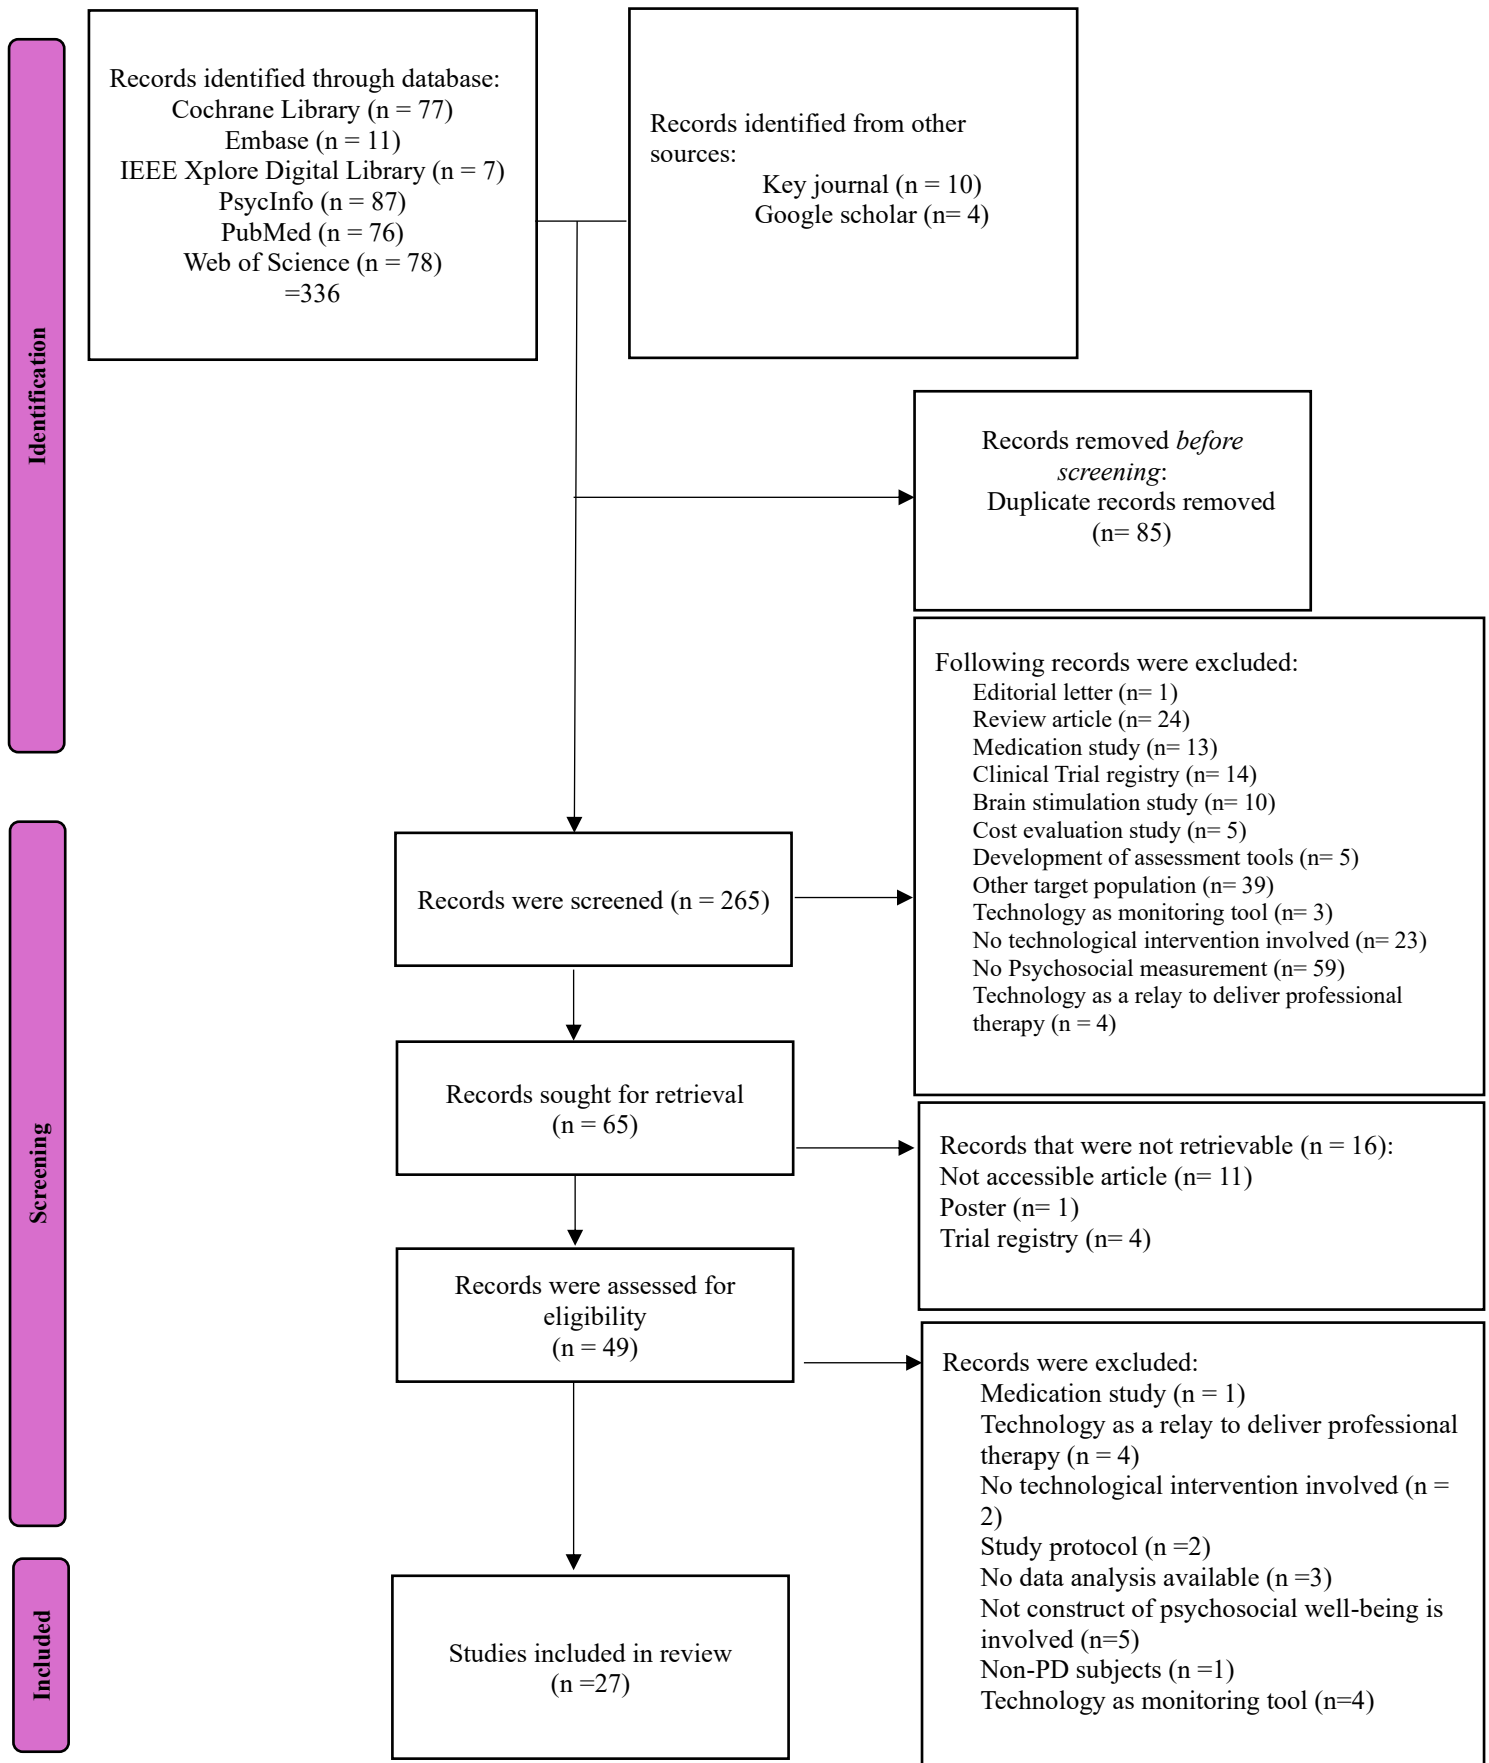 Identification
Records identified through database:
Cochrane Library (n = 77)
Embase (n = 11)
IEEE Xplore Digital Library (n = 7)
PsycInfo (n = 87)
PubMed (n = 76)
Web of Science (n = 78)
=336
Records identified from other
sources:
Key journal (n = 10)
Google scholar (n= 4)
Records removed before
screening:
Duplicate records removed
(n= 85)
Screening
Records were screened (n = 265)
Following records were excluded:
Editorial letter (n= 1)
Review article (n= 24)
Medication study (n= 13)
Clinical Trial registry (n= 14)
Brain stimulation study (n= 10)
Cost evaluation study (n= 5)
Development of assessment tools (n= 5)
Other target population (n= 39)
Technology as monitoring tool (n= 3)
No technological intervention involved (n= 23)
No Psychosocial measurement (n= 59)
Technology as a relay to deliver professional
therapy (n = 4)
Records sought for retrieval
(n = 65)
Records that were not retrievable (n = 16):
Not accessible article (n= 11)
Poster (n= 1)
Trial registry (n= 4)
Records were assessed for
eligibility
(n = 49)
Records were excluded:
Medication study (n = 1)
Technology as a relay to deliver professional
therapy (n = 4)
No technological intervention involved (n =
2)
Study protocol (n =2)
No data analysis available (n =3)
Not construct of psychosocial well-being is
involved (n=5)
Non-PD subjects (n =1)
Technology as monitoring tool (n=4)
Included
Studies included in review
(n =27)